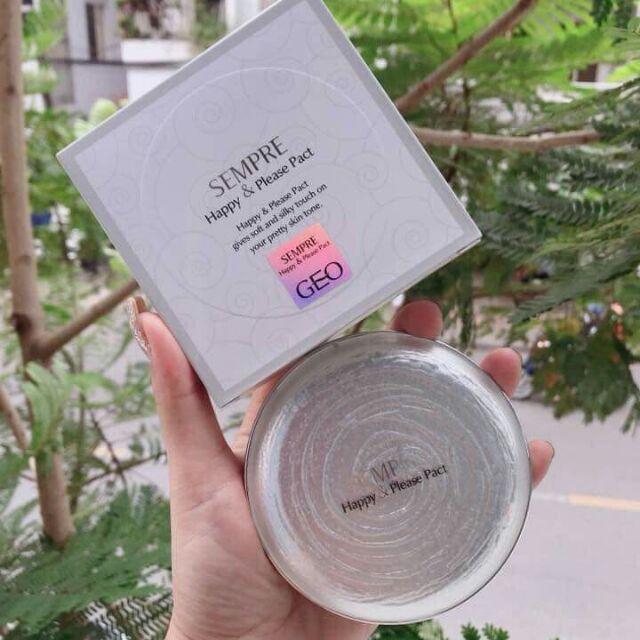 SEMPRE
Happy & Please Pact
Happy & Please Pact
gives soft and silky touch on
your pretty skin tone.
SEMPRE
Happy & Please Pact
GEO
Happy & Please Pact